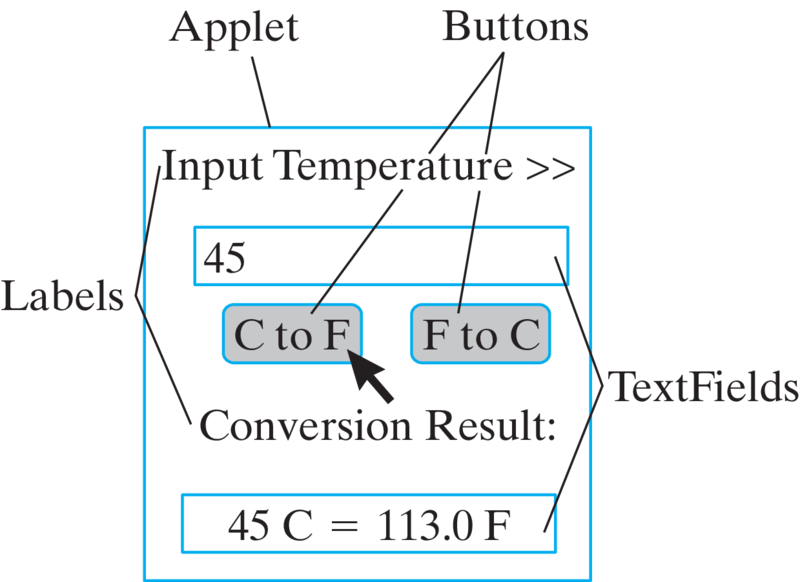 Applet
Buttons
Input Temperature >>
45
Labels
C to F
F to C
TextFields
Conversion Result:
45 C = 113.0 F